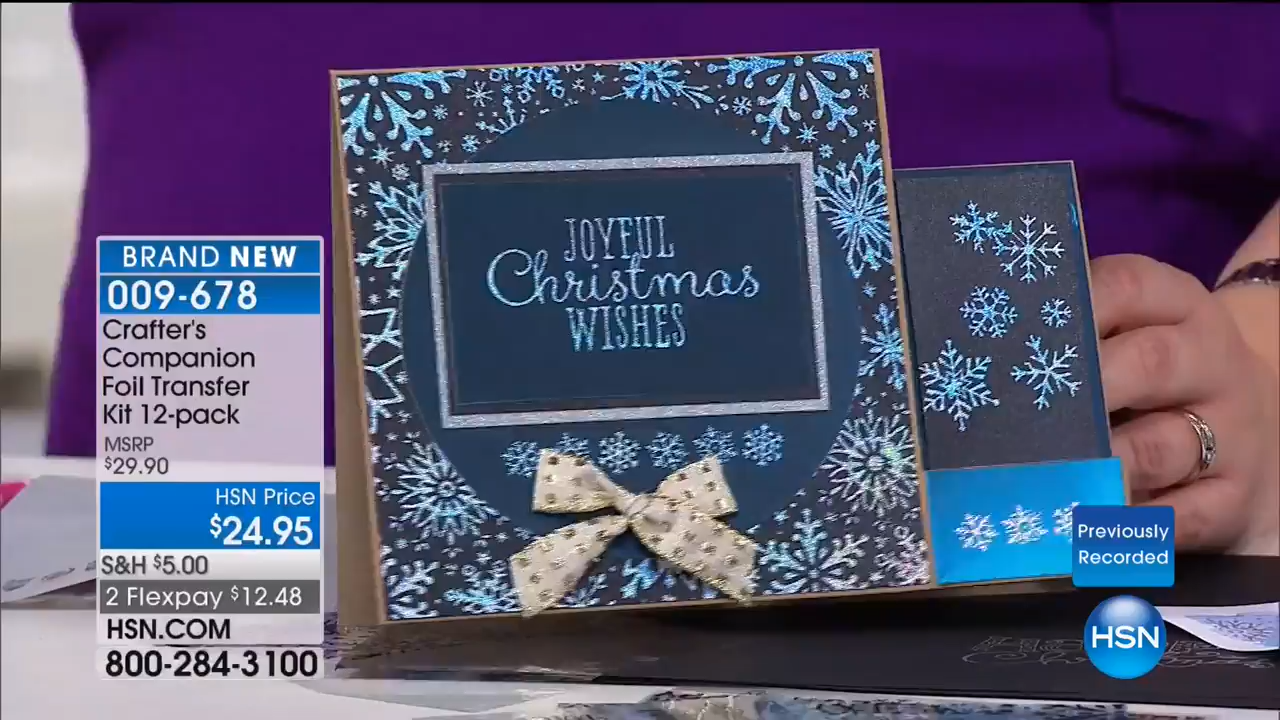 BRAND NEW
009-678
Crafter's
Companion
Foil Transfer
Kit 12-pack
MSRP
$29.90
HSN Price
$24.95
S&H $5.00
2 Flexpay $12.48
HSN.COM
800-284-3100
JOYFUL
Christmas
WISHES
Previously
Recorded
HSN